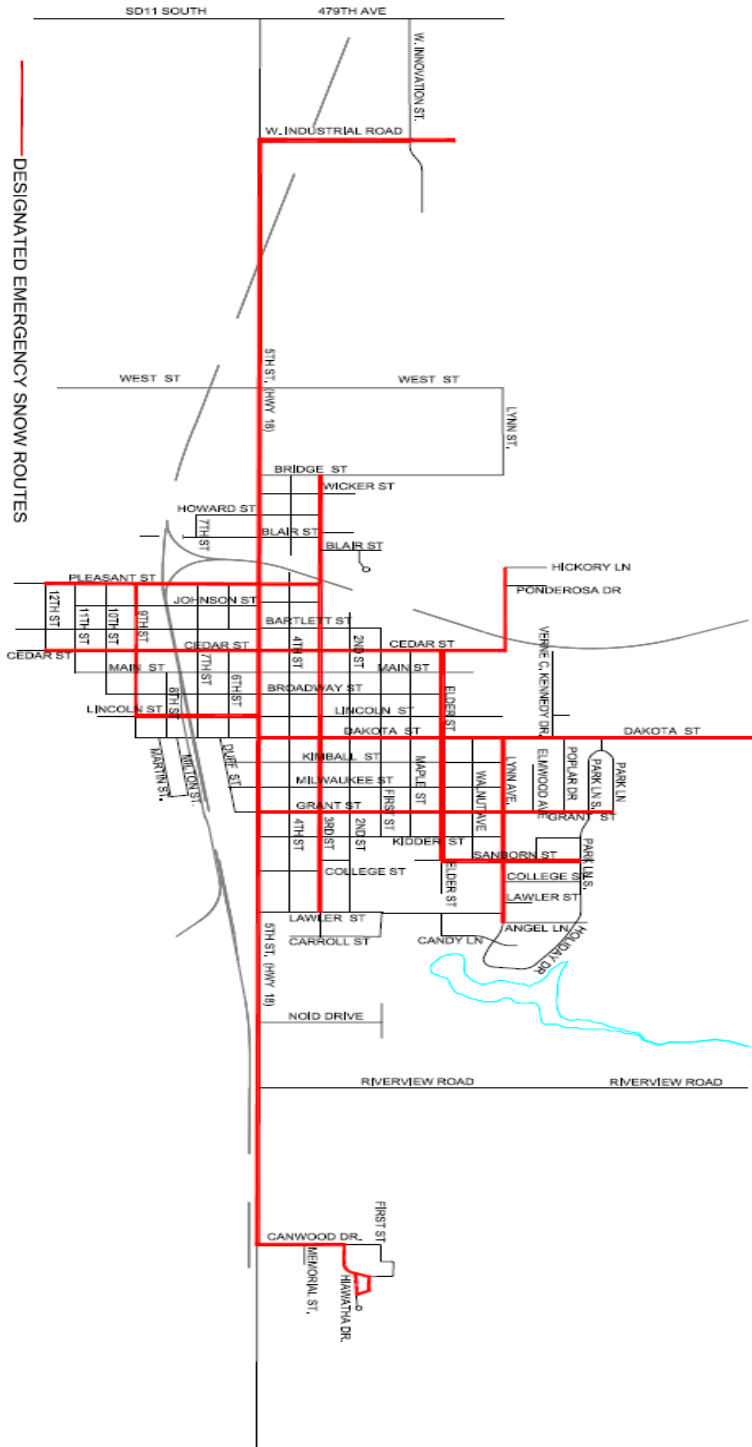 SD11 SOUTH
479TH AVE
W. INNOVATION ST.
W. INDUSTRIAL ROAD
DESIGNATED EMERGENCY SNOW ROUTES
5TH ST. (HWY 18)
WEST ST
WEST ST
LYNN ST.
BRIDGE ST
WICKER ST
HOWARD ST
7TH ST
BLAIR ST
BLAIR ST
HICKORY LN
PLEASANT ST
PONDEROSA DR
12TH ST
11TH ST
10TH ST
9TH ST
JOHNSON ST
BARTLETT ST
CEDAR ST
CEDAR ST
CEDAR ST
4TH ST
2ND ST
VERNE C. KENNEDY DR.
MAIN ST
7TH ST
6TH ST
MAIN ST
8TH ST
BROADWAY ST
ELDER ST
LINCOLN ST
LINCOLN ST
DAKOTA ST
DAKOTA ST
MARTIN ST.
MILTON ST.
DUFF ST
KIMBALL ST
MAPLE ST
WALNUT AVE
LYNN AVE.
ELMWOOD AVE
POPLAR DR
PARK LN S.
PARK LN
MILWAUKEE ST
FIRST ST
GRANT ST
GRANT ST
4TH ST
3RD ST
2ND ST
KIDDER ST
SANBORN ST
PARK LN S.
COLLEGE ST
ELDER ST
COLLEGE ST
LAWLER ST
LAWLER ST
ANGEL LN
HOLIDAY DR
CARROLL ST
CANDY LN
5TH ST. (HWY 18)
NOID DRIVE
RIVERVIEW ROAD
RIVERVIEW ROAD
FIRST ST
CANWOOD DR.
MEMORIAL ST.
HIAWATHA DR.